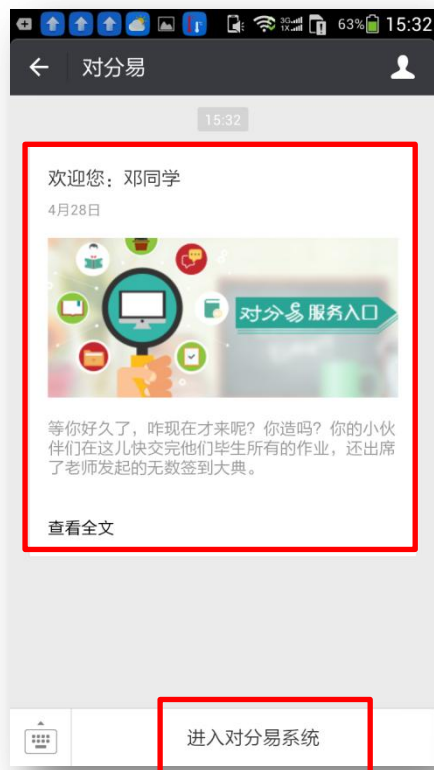 3G
1X
63%
15:32
对分易
15:32
欢迎您：邓同学
4月28日
对分易服务入口
等你好久了，咋现在才来呢？你造吗？你的小伙
伴们在这儿快交完他们毕生所有的作业，还出席
了老师发起的无数签到大典。
查看全文
进入对分易系统